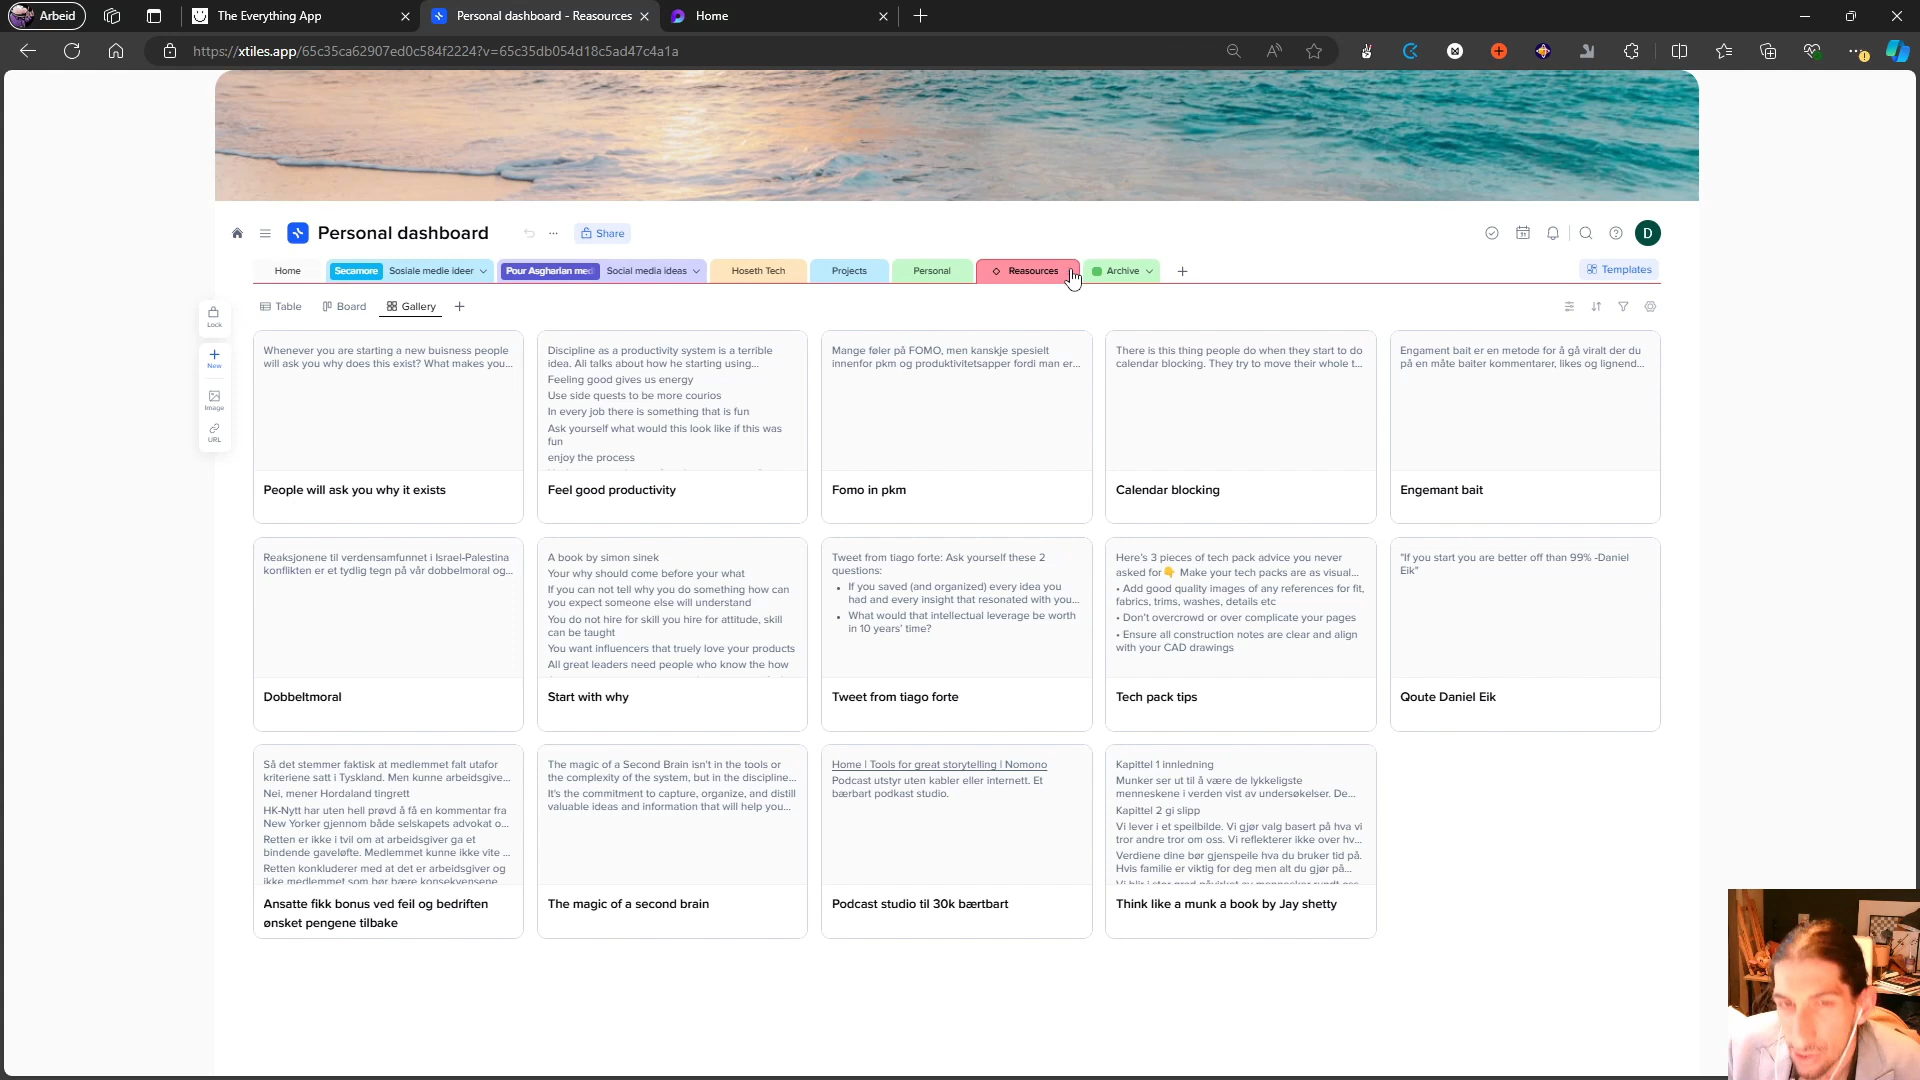 Arbeid
The Everything App
Personal dashboard - Reasources
Home
https://xtiles.app/65c35ca62907ed0c584f2224?v=65c35db054d18c5ad47c4a1a
Personal dashboard
Share
D
Home
Secamore
Sosiale medie ideer
Pour Asgharian med
Social media ideas
Hoseth Tech
Projects
Personal
Reasources
Archive
Templates
Table
Board
Gallery
Lock
New
Image
URL
Whenever you are starting a new buisness people
will ask you why does this exist? What makes you...
People will ask you why it exists
Discipline as a productivity system is a terrible
idea. Ali talks about how he starting using...
Feeling good gives us energy
Use side quests to be more courios
In every job there is something that is fun
Ask yourself what would this look like if this was
fun
enjoy the process
Feel good productivity
Mange føler på FOMO, men kanskje spesielt
innenfor pkm og produktivitetsapper fordi man er...
Fomo in pkm
There is this thing people do when they start to do
calendar blocking. They try to move their whole t...
Calendar blocking
Engament bait er en metode for å gå viralt der du
på en måte baiter kommentarer, likes og lignend...
Engemant bait
Reaksjonene til verdensamfunnet i Israel-Palestina
konflikten er et tydlig tegn på vår dobbelmoral og...
Dobbeltmoral
A book by simon sinek
Your why should come before your what
If you can not tell why you do something how can
you expect someone else will understand
You do not hire for skill you hire for attitude, skill
can be taught
You want influencers that truely love your products
All great leaders need people who know the how
Start with why
Tweet from tiago forte: Ask yourself these 2
questions:
• If you saved (and organized) every idea you
had and every insight that resonated with you...
• What would that intellectual leverage be worth
in 10 years' time?
Tweet from tiago forte
Here's 3 pieces of tech pack advice you never
asked for👇 Make your tech packs are as visual...
• Add good quality images of any references for fit,
fabrics, trims, washes, details etc
• Don't overcrowd or over complicate your pages
• Ensure all construction notes are clear and align
with your CAD drawings
Tech pack tips
"If you start you are better off than 99% -Daniel
Eik"
Qoute Daniel Eik
Så det stemmer faktisk at medlemmet falt utafor
kriteriene satt i Tyskland. Men kunne arbeidsgive...
Nei, mener Hordaland tingrett
HK-Nytt har uten hell prøvd å få en kommentar fra
New Yorker gjennom både selskapets advokat o...
Retten er ikke i tvil om at arbeidsgiver ga et
bindende gaveløfte. Medlemmet kunne ikke vite ...
Retten konkluderer med at det er arbeidsgiver og
ikke medlemmet som bør bære konsekvensene
Ansatte fikk bonus ved feil og bedriften
ønsket pengene tilbake
The magic of a Second Brain isn't in the tools or
the complexity of the system, but in the discipline...
It's the commitment to capture, organize, and distill
valuable ideas and information that will help you...
The magic of a second brain
Home | Tools for great storytelling | Nomono
Podcast utstyr uten kabler eller internett. Et
bærbart podkast studio.
Podcast studio til 30k bærtbart
Kapittel 1 innledning
Munker ser ut til å være de lykkeligste
menneskene i verden vist av undersøkelser. De...
Kapittel 2 gi slipp
Vi lever i et speilbilde. Vi gjør valg basert på hva vi
tror andre tror om oss. Vi reflekterer ikke over hv...
Verdiene dine bør gjenspeile hva du bruker tid på.
Hvis familie er viktig for deg men alt du gjør på...
Think like a munk a book by Jay shetty